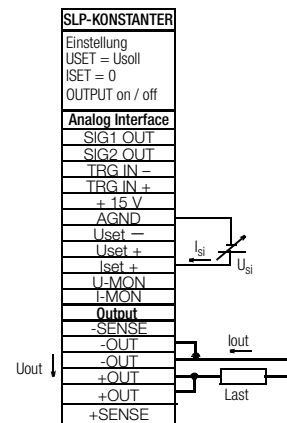 SLP-KONSTANTER
Einstellung
USET = Usoll
ISET = 0
OUTPUT on / off
Analog Interface
SIG1 OUT
SIG2 OUT
TRG IN –
TRG IN +
+ 15 V
AGND
Uset –
Uset +
Iset +
U-MON
I-MON
Output
-SENSE
-OUT
-OUT
+OUT
+OUT
+SENSE
Isi
Usi
Iout
Last
Uout